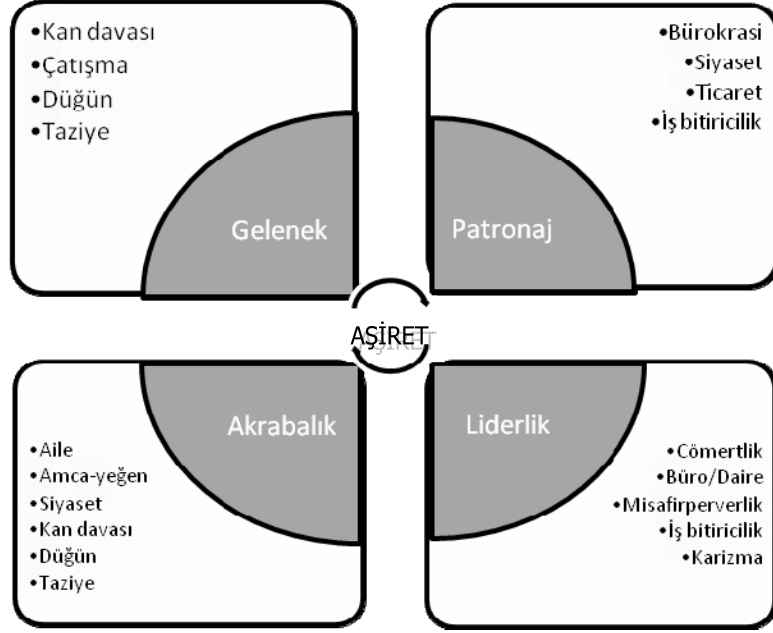 •Kan davası
•Çatışma
•Düğün
•Taziye
Gelenek
•Bürokrasi
•Siyaset
•Ticaret
•İş bitiricilik
Patronaj
AŞİRET
Akrabalık
•Aile
•Amca-yeğen
•Siyaset
•Kan davası
•Düğün
•Taziye
Liderlik
•Cömertlik
•Büro/Daire
•Misafirperverlik
•İş bitiricilik
•Karizma